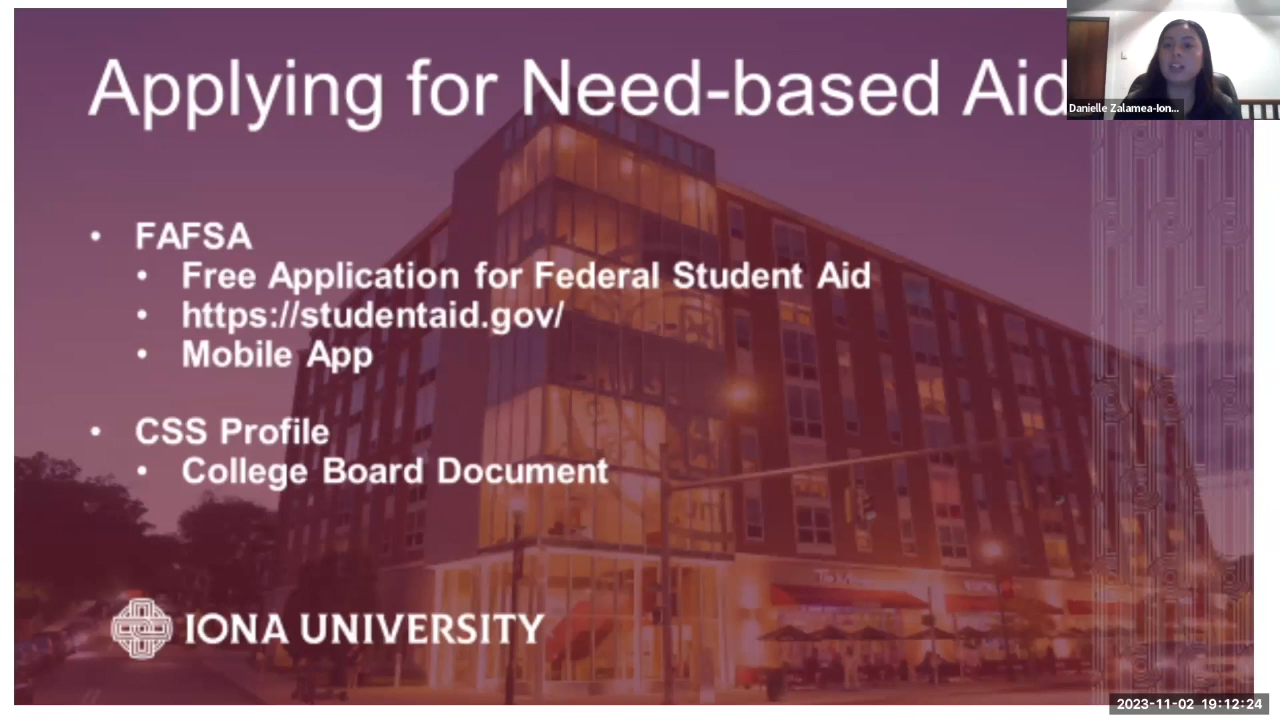 Applying for Need-based Aid
Danielle Zalamea-Ion...
• FAFSA
• Free Application for Federal Student Aid
• https://studentaid.gov/
• Mobile App
• CSS Profile
• College Board Document
IONA UNIVERSITY
2023-11-02 19:12:24